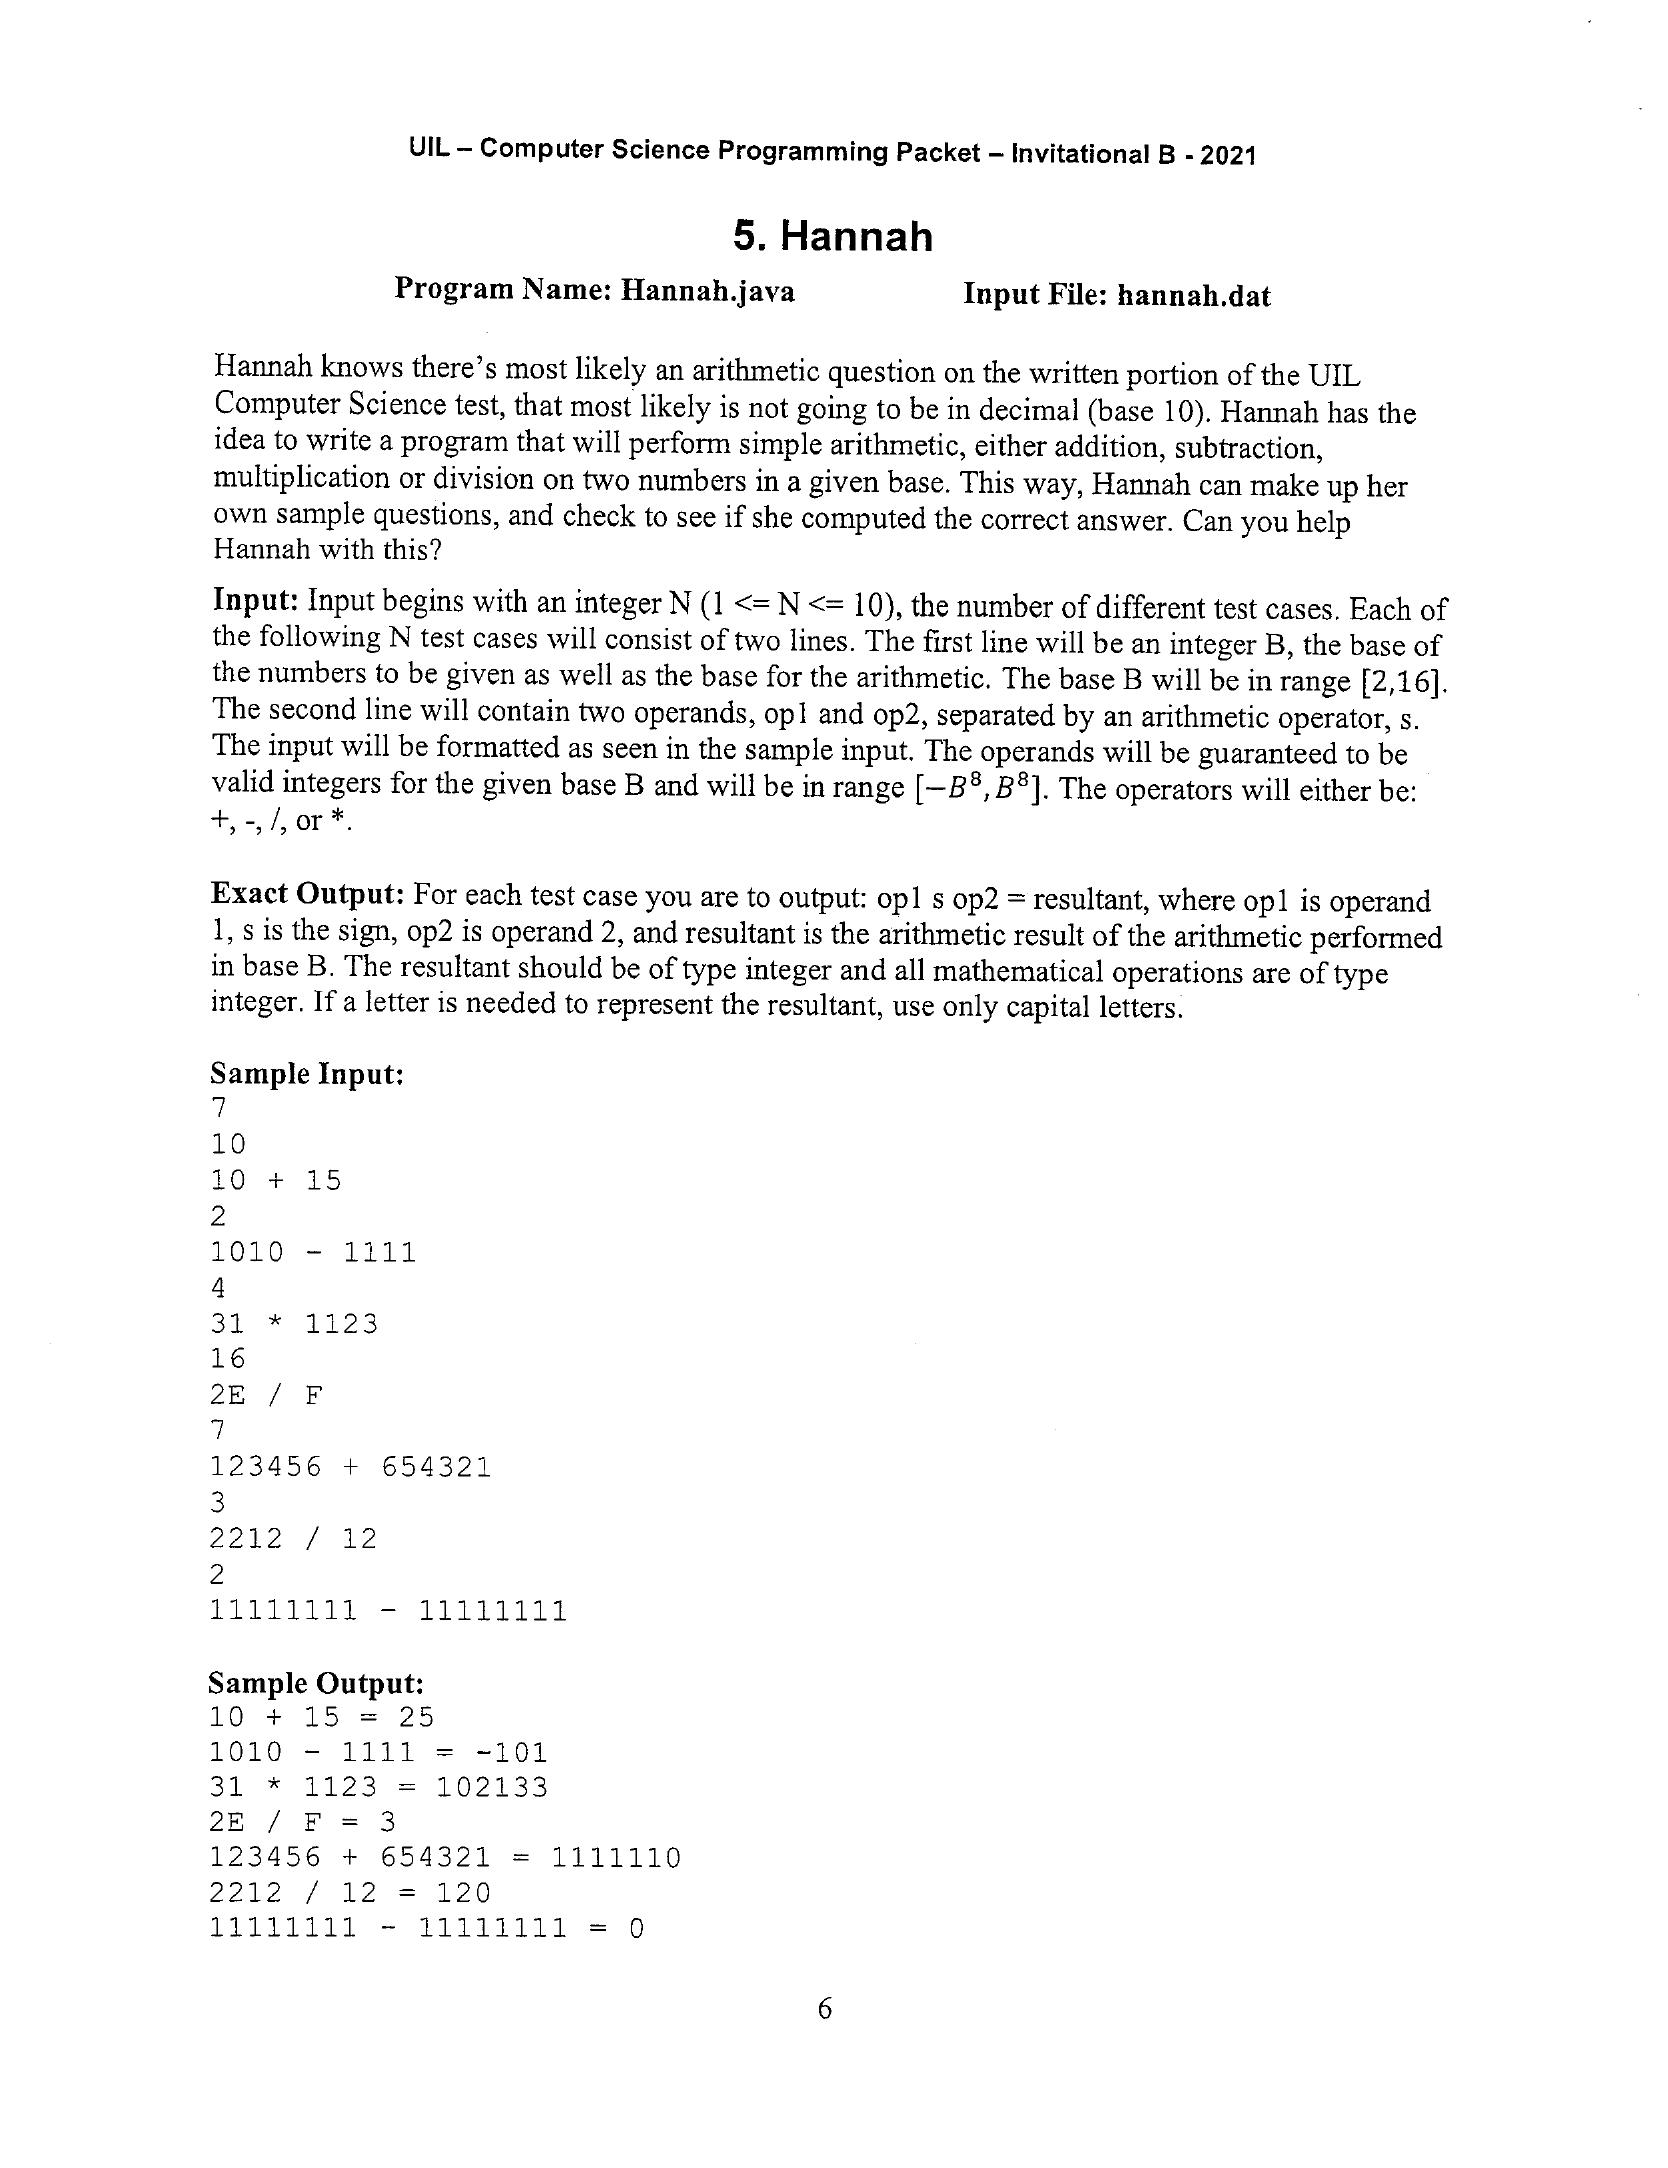 UIL – Computer Science Programming Packet – Invitational B - 2021
5. Hannah
Program Name: Hannah.java Input File: hannah.dat
Hannah knows there's most likely an arithmetic question on the written portion of the UIL
Computer Science test, that most likely is not going to be in decimal (base 10). Hannah has the
idea to write a program that will perform simple arithmetic, either addition, subtraction,
multiplication or division on two numbers in a given base. This way, Hannah can make up her
own sample questions, and check to see if she computed the correct answer. Can you help
Hannah with this?
Input: Input begins with an integer N (1 <= N <= 10), the number of different test cases. Each of
the following N test cases will consist of two lines. The first line will be an integer B, the base of
the numbers to be given as well as the base for the arithmetic. The base B will be in range [2,16].
The second line will contain two operands, op1 and op2, separated by an arithmetic operator, s.
The input will be formatted as seen in the sample input. The operands will be guaranteed to be
valid integers for the given base B and will be in range [−B⁸, B⁸]. The operators will either be:
+, -, /, or *.
Exact Output: For each test case you are to output: op1 s op2 = resultant, where op1 is operand
1, s is the sign, op2 is operand 2, and resultant is the arithmetic result of the arithmetic performed
in base B. The resultant should be of type integer and all mathematical operations are of type
integer. If a letter is needed to represent the resultant, use only capital letters.
Sample Input:
7
10
10 + 15
2
1010 - 1111
4
31 * 1123
16
2E / F
7
123456 + 654321
3
2212 / 12
2
11111111 - 11111111
Sample Output:
10 + 15 = 25
1010 - 1111 = -101
31 * 1123 = 102133
2E / F = 3
123456 + 654321 = 1111110
2212 / 12 = 120
11111111 - 11111111 = 0
6